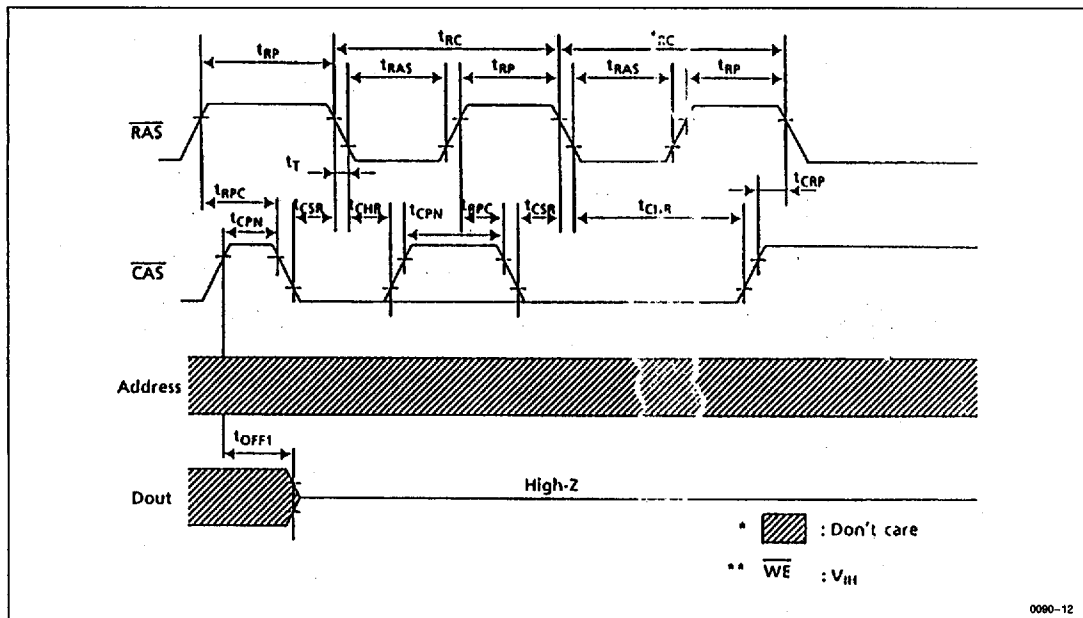 tRC tRC
tRP tRAS tRP tRAS tRP
RAS
tT
tCRP
tRPC tCSR tCHR tCPN tRPC tCSR tCHR
tCPN
CAS
Address
tOFF1
Dout High-Z
* : Don't care
** WE : VIH
0090-12